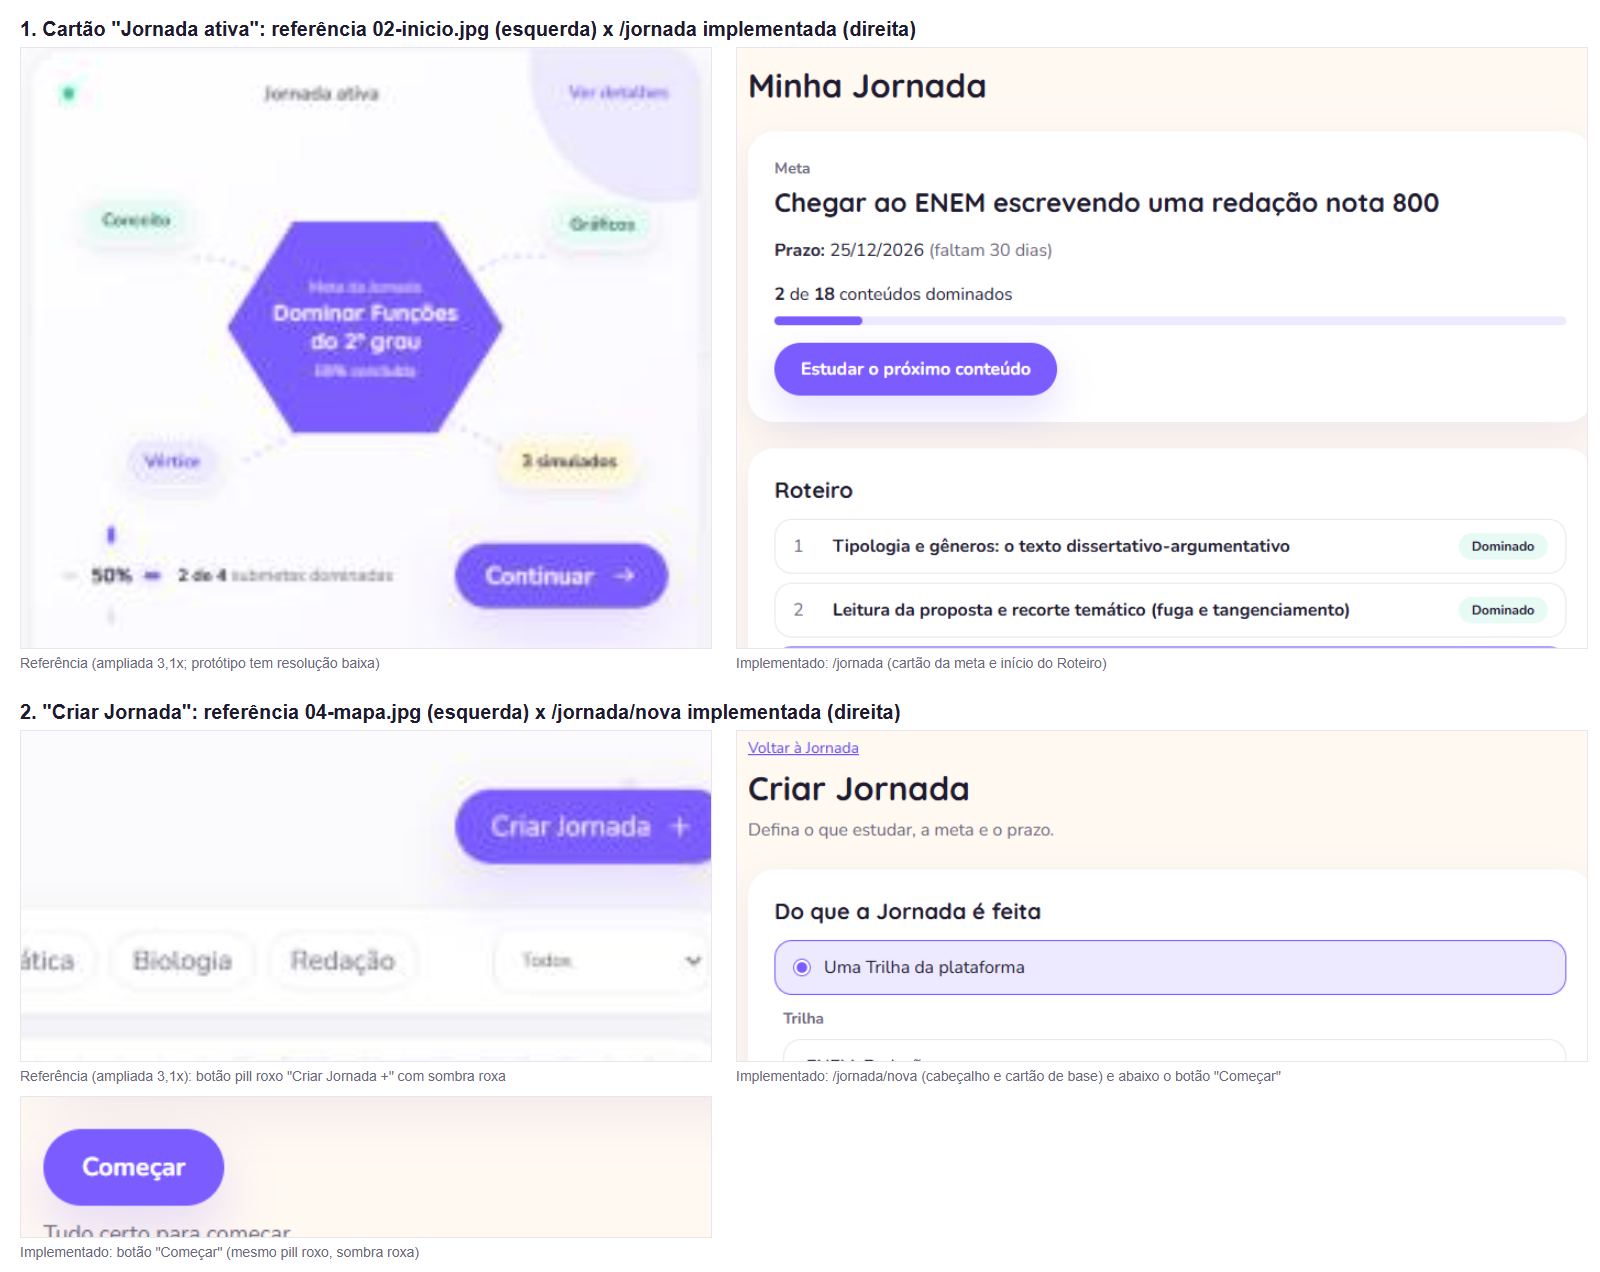 1. Cartão "Jornada ativa": referência 02-inicio.jpg (esquerda) x /jornada implementada (direita)
Jornada ativa
Ver detalhes
Conceito
Gráficos
Meta da Jornada
Dominar Funções
do 2º grau
Vértice
3 simulados
50%
2 de 4 submetas dominadas
Continuar →
Referência (ampliada 3,1x; protótipo tem resolução baixa)
Minha Jornada
Meta
Chegar ao ENEM escrevendo uma redação nota 800
Prazo: 25/12/2026 (faltam 30 dias)
2 de 18 conteúdos dominados
Estudar o próximo conteúdo
Roteiro
1 Tipologia e gêneros: o texto dissertativo-argumentativo Dominado
2 Leitura da proposta e recorte temático (fuga e tangenciamento) Dominado
Implementado: /jornada (cartão da meta e início do Roteiro)
2. "Criar Jornada": referência 04-mapa.jpg (esquerda) x /jornada/nova implementada (direita)
Criar Jornada +
ática
Biologia
Redação
Todos
Referência (ampliada 3,1x): botão pill roxo "Criar Jornada +" com sombra roxa
Voltar à Jornada
Criar Jornada
Defina o que estudar, a meta e o prazo.
Do que a Jornada é feita
Uma Trilha da plataforma
Trilha
Implementado: /jornada/nova (cabeçalho e cartão de base) e abaixo o botão "Começar"
Começar
Tudo certo para começar
Implementado: botão "Começar" (mesmo pill roxo, sombra roxa)